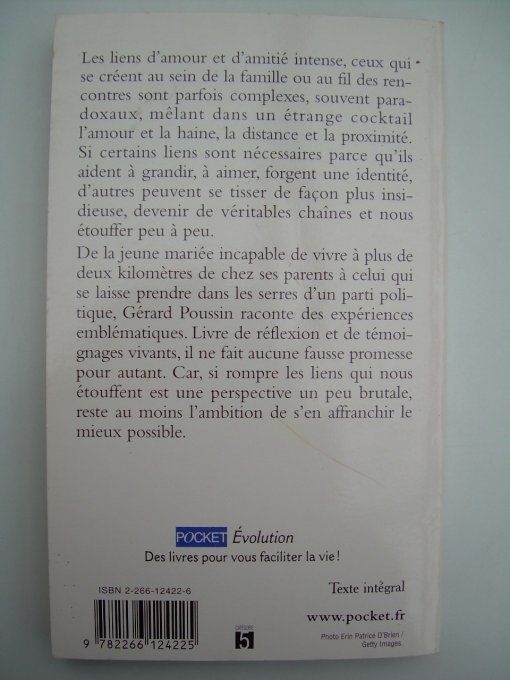 Les liens d'amour et d'amitié intense, ceux qui
se créent au sein de la famille ou au fil des ren-
contres sont parfois complexes, souvent para-
doxaux, mêlant dans un étrange cocktail
l'amour et la haine, la distance et la proximité.
Si certains liens sont nécessaires parce qu'ils
aident à grandir, à aimer, forgent une identité,
d'autres peuvent se tisser de façon plus insi-
dieuse, devenir de véritables chaînes et nous
étouffer peu à peu.
De la jeune mariée incapable de vivre à plus de
deux kilomètres de chez ses parents à celui qui
se laisse prendre dans les serres d'un parti poli-
tique, Gérard Poussin raconte des expériences
emblématiques. Livre de réflexion et de témoi-
gnages vivants, il ne fait aucune fausse promesse
pour autant. Car, si rompre les liens qui nous
étouffent est une perspective un peu brutale,
reste au moins l'ambition de s'en affranchir le
mieux possible.
POCKET Évolution
Des livres pour vous faciliter la vie !
ISBN 2-266-12422-6
9 782266 124225
catégorie
5
Texte intégral
www.pocket.fr
Photo Erin Patrice O'Brien /
Getty Images.